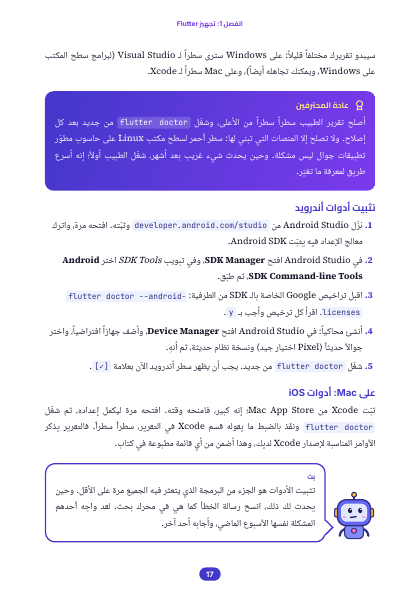 الفصل 1: تجهيز Flutter
سيبدو تقريرك مختلفاً قليلاً: على Windows سترى سطراً لـ Visual Studio (لبرامج سطح المكتب
على Windows، ويمكنك تجاهله أيضاً)، وعلى Mac سطراً لـ Xcode.
عادة المحترفين
أصلح تقرير الطبيب سطراً سطراً من الأعلى، وشغّل flutter doctor من جديد بعد كل
إصلاح. ولا تصلح إلا المنصات التي تبني لها: سطر أحمر لسطح مكتب Linux على حاسوب مطوّر
تطبيقات جوال ليس مشكلة. وحين يحدث شيء غريب بعد أشهر، شغّل الطبيب أولاً؛ إنه أسرع
طريق لمعرفة ما تغيّر.
تثبيت أدوات أندرويد
1. نزّل Android Studio من developer.android.com/studio وثبّته. افتحه مرة، واترك
معالج الإعداد فيه يثبّت Android SDK.
2. في Android Studio افتح SDK Manager، وفي تبويب SDK Tools اختر Android
SDK Command-line Tools، ثم طبّق.
3. اقبل تراخيص Google الخاصة بالـ SDK من الطرفية: flutter doctor --android-
licenses. اقرأ كل ترخيص وأجب بـ y.
4. أنشئ محاكياً: في Android Studio افتح Device Manager، وأضف جهازاً افتراضياً، واختر
جوالاً حديثاً (Pixel اختيار جيد) ونسخة نظام حديثة، ثم أنهِ.
5. شغّل flutter doctor من جديد. يجب أن يظهر سطر أندرويد الآن بعلامة [✓].
على Mac: أدوات iOS
ثبّت Xcode من Mac App Store؛ إنه كبير، فامنحه وقته. افتحه مرة ليكمل إعداده، ثم شغّل
flutter doctor ونفّذ بالضبط ما يقوله قسم Xcode في التقرير، سطراً سطراً. فالتقرير يذكر
الأوامر المناسبة لإصدار Xcode لديك، وهذا أضمن من أي قائمة مطبوعة في كتاب.
بت
تثبيت الأدوات هو الجزء من البرمجة الذي يتعثر فيه الجميع مرة على الأقل. وحين
يحدث لك ذلك، انسخ رسالة الخطأ كما هي في محرك بحث. لقد واجه أحدهم
المشكلة نفسها الأسبوع الماضي، وأجابه أحد آخر.
17